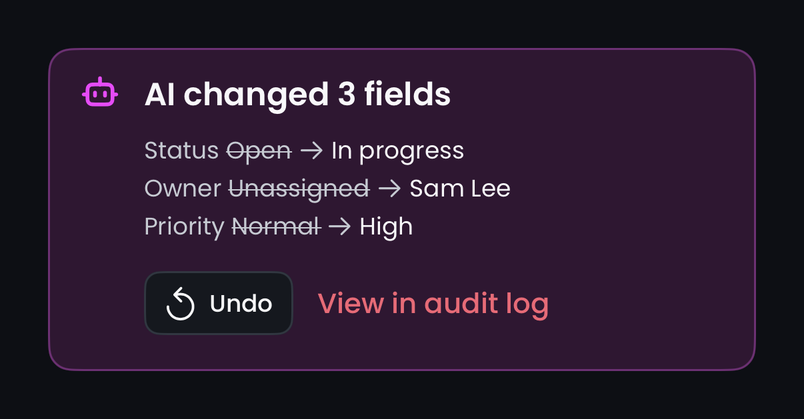 AI changed 3 fields
Status Open → In progress
Owner Unassigned → Sam Lee
Priority Normal → High
Undo
View in audit log